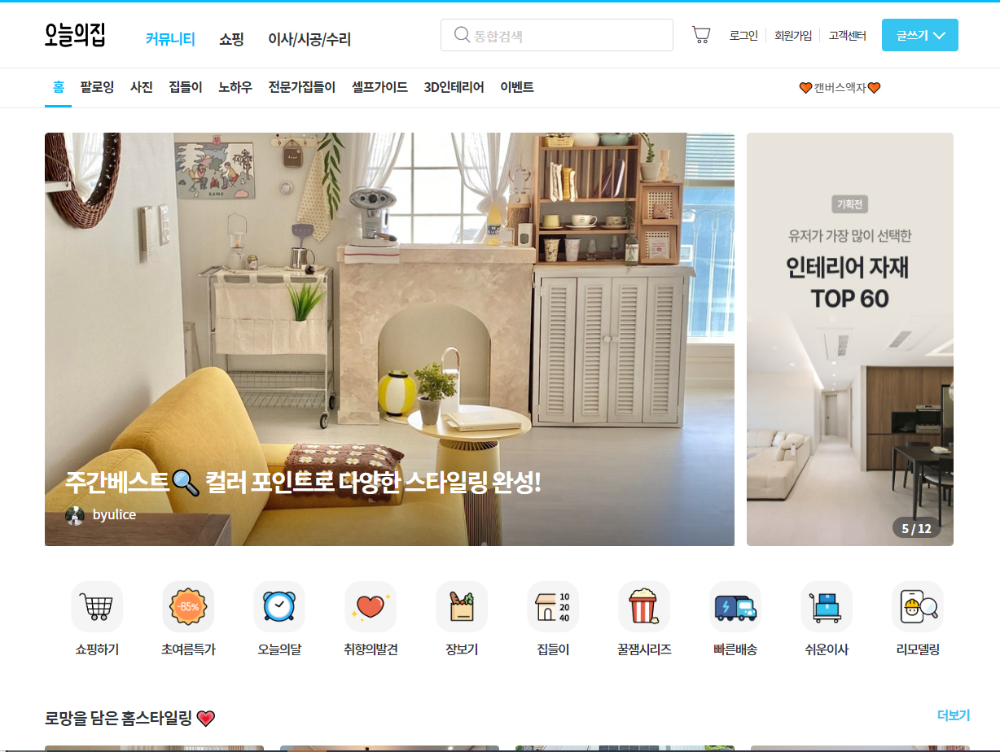 오늘의집
커뮤니티 쇼핑 이사/시공/수리
통합검색
로그인 회원가입 고객센터 글쓰기
홈 팔로잉 사진 집들이 노하우 전문가집들이 셀프가이드 3D인테리어 이벤트
🧡캔버스액자🧡
GAME
주간베스트🔍 컬러 포인트로 다양한 스타일링 완성!
byulice
기획전
유저가 가장 많이 선택한
인테리어 자재
TOP 60
5 / 12
-85%
10
20
40
쇼핑하기 초여름특가 오늘의딜 취향의발견 장보기 집들이 꿀잼시리즈 빠른배송 쉬운이사 리모델링
로망을 담은 홈스타일링 💗
더보기